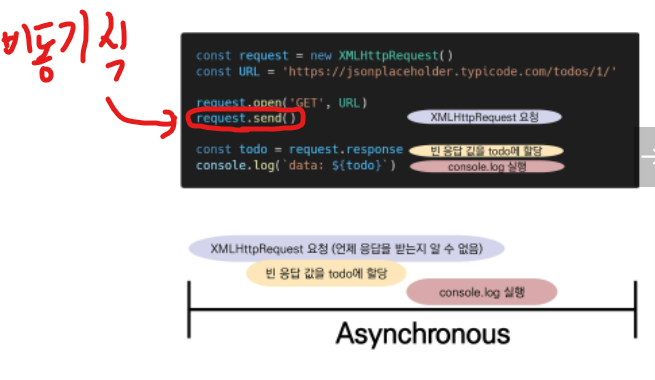 비동기식
const request = new XMLHttpRequest()
const URL = 'https://jsonplaceholder.typicode.com/todos/1/'
request.open('GET', URL)
request.send() XMLHttpRequest 요청
const todo = request.response 빈 응답 값을 todo에 할당
console.log(`data: ${todo}`) console.log 실행
XMLHttpRequest 요청 (언제 응답을 받는지 알 수 없음)
빈 응답 값을 todo에 할당
console.log 실행
Asynchronous